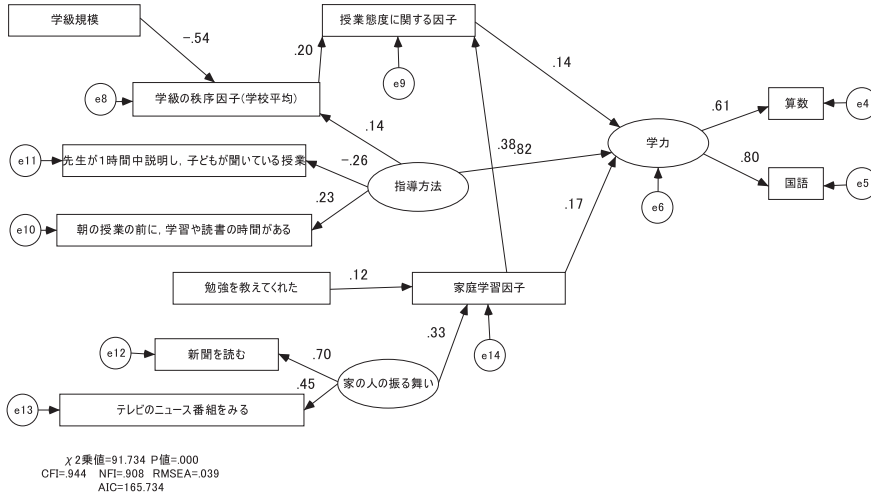 学級規模
授業態度に関する因子
-.54
.20
.14
e8
学級の秩序因子(学校平均)
e9
.61
算数
e4
学力
e11
先生が1時間中説明し,子どもが聞いている授業
.14
-.26
指導方法
.38
.82
.80
国語
e5
e6
.23
e10
朝の授業の前に,学習や読書の時間がある
.17
勉強を教えてくれた
.12
家庭学習因子
e12
新聞を読む
.70
.33
e14
家の人の振る舞い
.45
e13
テレビのニュース番組をみる
χ2乗値=91.734 P値=.000
CFI=.944 NFI=.908 RMSEA=.039
AIC=165.734